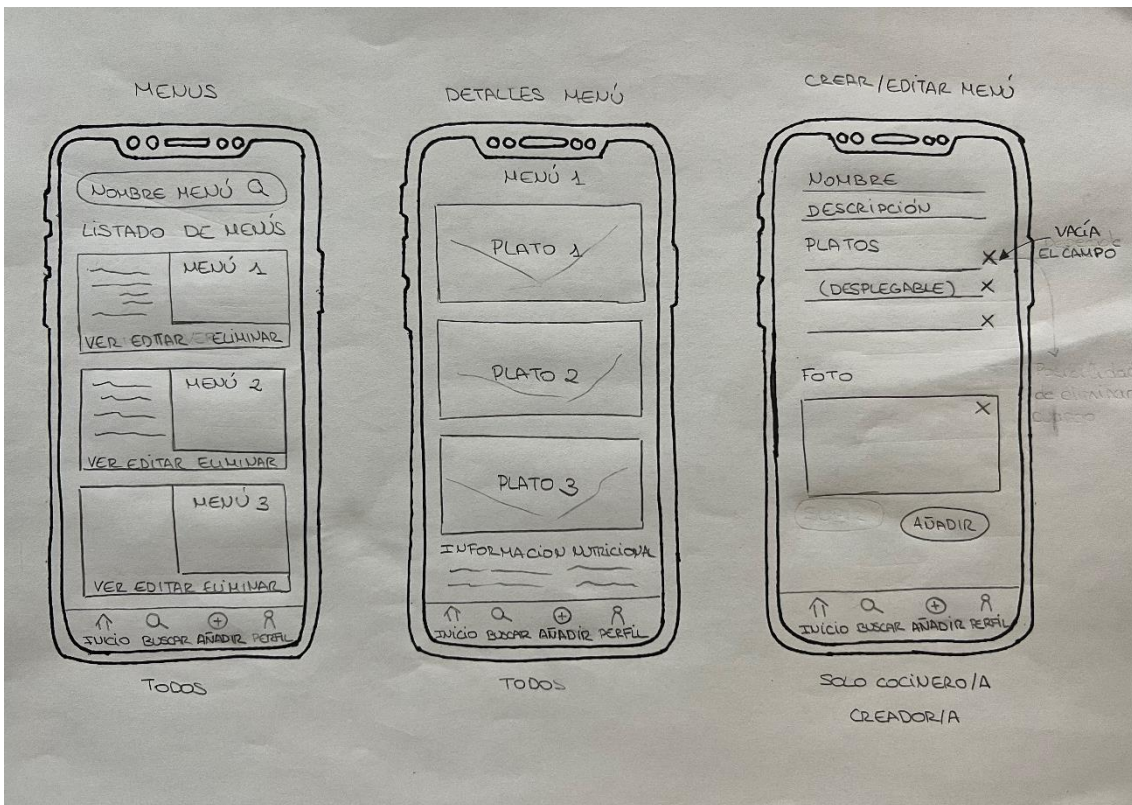 MENUS
NOMBRE MENÚ
LISTADO DE MENÚS
MENÚ 1
VER EDITAR ELIMINAR
MENÚ 2
VER EDITAR ELIMINAR
MENÚ 3
VER EDITAR ELIMINAR
INICIO BUSCAR AÑADIR PERFIL
TODOS
DETALLES MENÚ
MENÚ 1
PLATO 1
PLATO 2
PLATO 3
INFORMACION NUTRICIONAL
INICIO BUSCAR AÑADIR PERFIL
TODOS
CREAR/EDITAR MENÚ
NOMBRE
DESCRIPCIÓN
PLATOS
X
VACÍA
EL CAMPO
(DESPLEGABLE) X
X
FOTO
X
de eliminar
AÑADIR
INICIO BUSCAR AÑADIR PERFIL
SOLO COCINERO/A
CREADOR/A